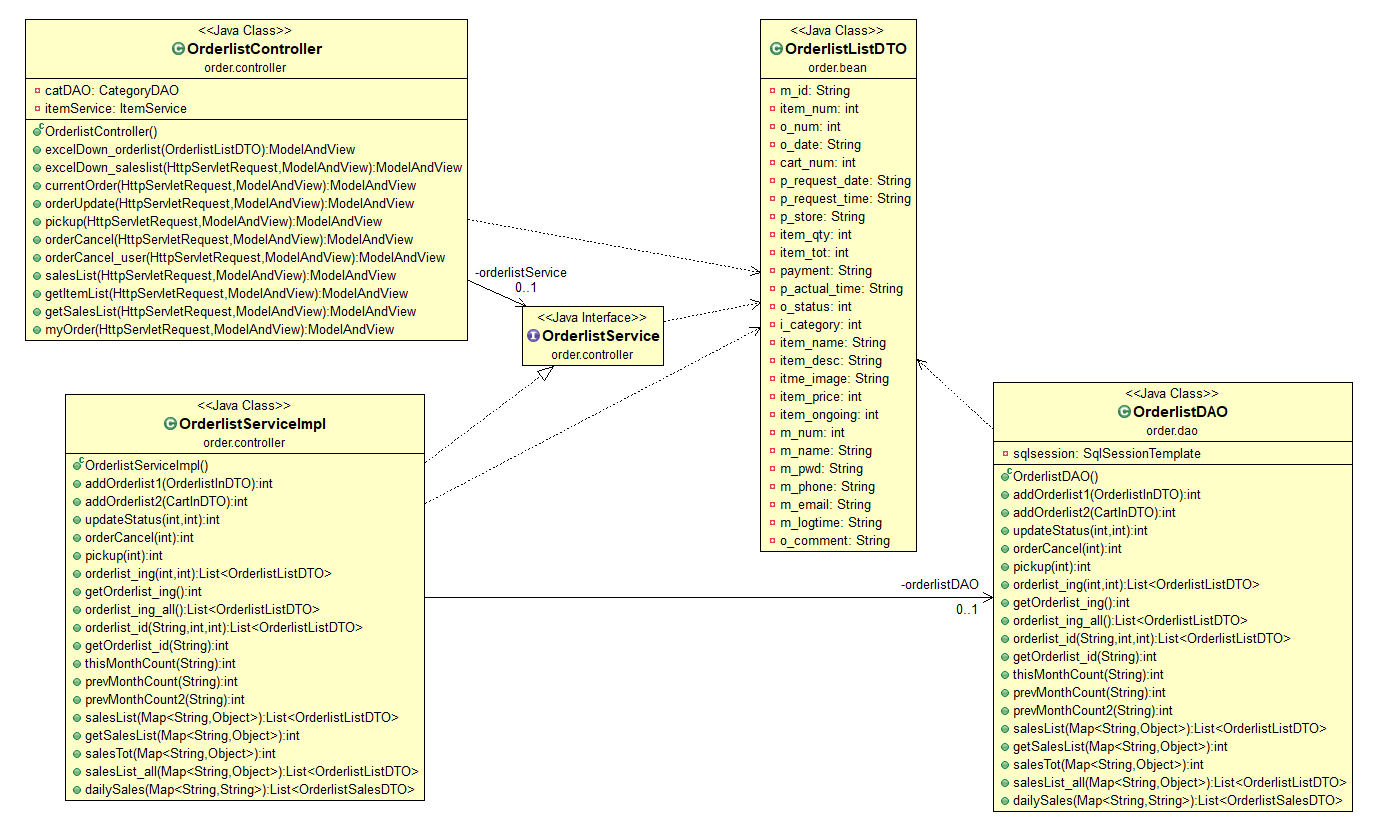 <<Java Class>>
OrderlistController
order.controller
catDAO: CategoryDAO
itemService: ItemService
OrderlistController()
excelDown_orderlist(OrderlistListDTO):ModelAndView
excelDown_saleslist(HttpServletRequest,ModelAndView):ModelAndView
currentOrder(HttpServletRequest,ModelAndView):ModelAndView
orderUpdate(HttpServletRequest,ModelAndView):ModelAndView
pickup(HttpServletRequest,ModelAndView):ModelAndView
orderCancel(HttpServletRequest,ModelAndView):ModelAndView
orderCancel_user(HttpServletRequest,ModelAndView):ModelAndView
salesList(HttpServletRequest,ModelAndView):ModelAndView
getItemList(HttpServletRequest,ModelAndView):ModelAndView
getSalesList(HttpServletRequest,ModelAndView):ModelAndView
myOrder(HttpServletRequest,ModelAndView):ModelAndView
-orderlistService
0..1
<<Java Interface>>
OrderlistService
order.controller
<<Java Class>>
OrderlistListDTO
order.bean
m_id: String
item_num: int
o_num: int
o_date: String
cart_num: int
p_request_date: String
p_request_time: String
p_store: String
item_qty: int
item_tot: int
payment: String
p_actual_time: String
o_status: int
i_category: int
item_name: String
item_desc: String
itme_image: String
item_price: int
item_ongoing: int
m_num: int
m_name: String
m_pwd: String
m_phone: String
m_email: String
m_logtime: String
o_comment: String
<<Java Class>>
OrderlistServiceImpl
order.controller
OrderlistServiceImpl()
addOrderlist1(OrderlistInDTO):int
addOrderlist2(CartInDTO):int
updateStatus(int,int):int
orderCancel(int):int
pickup(int):int
orderlist_ing(int,int):List<OrderlistListDTO>
getOrderlist_ing():int
orderlist_ing_all():List<OrderlistListDTO>
orderlist_id(String,int,int):List<OrderlistListDTO>
getOrderlist_id(String):int
thisMonthCount(String):int
prevMonthCount(String):int
prevMonthCount2(String):int
salesList(Map<String,Object>):List<OrderlistListDTO>
getSalesList(Map<String,Object>):int
salesTot(Map<String,Object>):int
salesList_all(Map<String,Object>):List<OrderlistListDTO>
dailySales(Map<String,String>):List<OrderlistSalesDTO>
-orderlistDAO
0..1
<<Java Class>>
OrderlistDAO
order.dao
sqlsession: SqlSessionTemplate
OrderlistDAO()
addOrderlist1(OrderlistInDTO):int
addOrderlist2(CartInDTO):int
updateStatus(int,int):int
orderCancel(int):int
pickup(int):int
orderlist_ing(int,int):List<OrderlistListDTO>
getOrderlist_ing():int
orderlist_ing_all():List<OrderlistListDTO>
orderlist_id(String,int,int):List<OrderlistListDTO>
getOrderlist_id(String):int
thisMonthCount(String):int
prevMonthCount(String):int
prevMonthCount2(String):int
salesList(Map<String,Object>):List<OrderlistListDTO>
getSalesList(Map<String,Object>):int
salesTot(Map<String,Object>):int
salesList_all(Map<String,Object>):List<OrderlistListDTO>
dailySales(Map<String,String>):List<OrderlistSalesDTO>